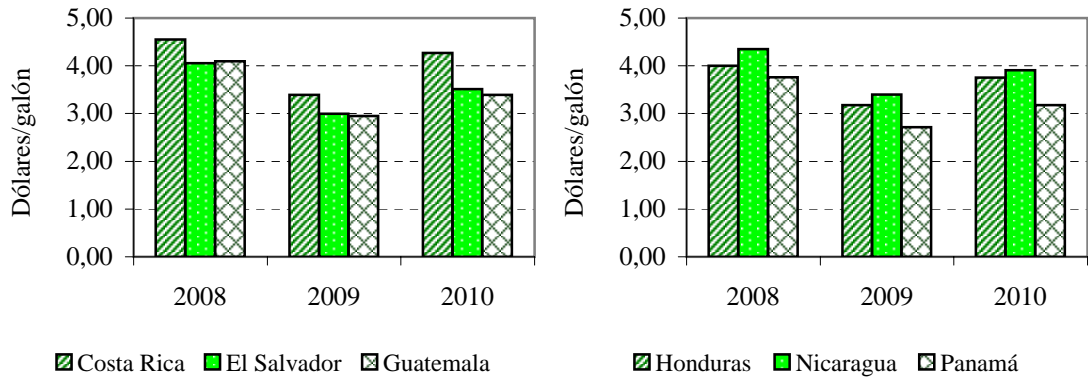 Dólares/galón
5,00
4,00
3,00
2,00
1,00
0,00
2008 2009 2010
Costa Rica El Salvador Guatemala
Dólares/galón
5,00
4,00
3,00
2,00
1,00
0,00
2008 2009 2010
Honduras Nicaragua Panamá